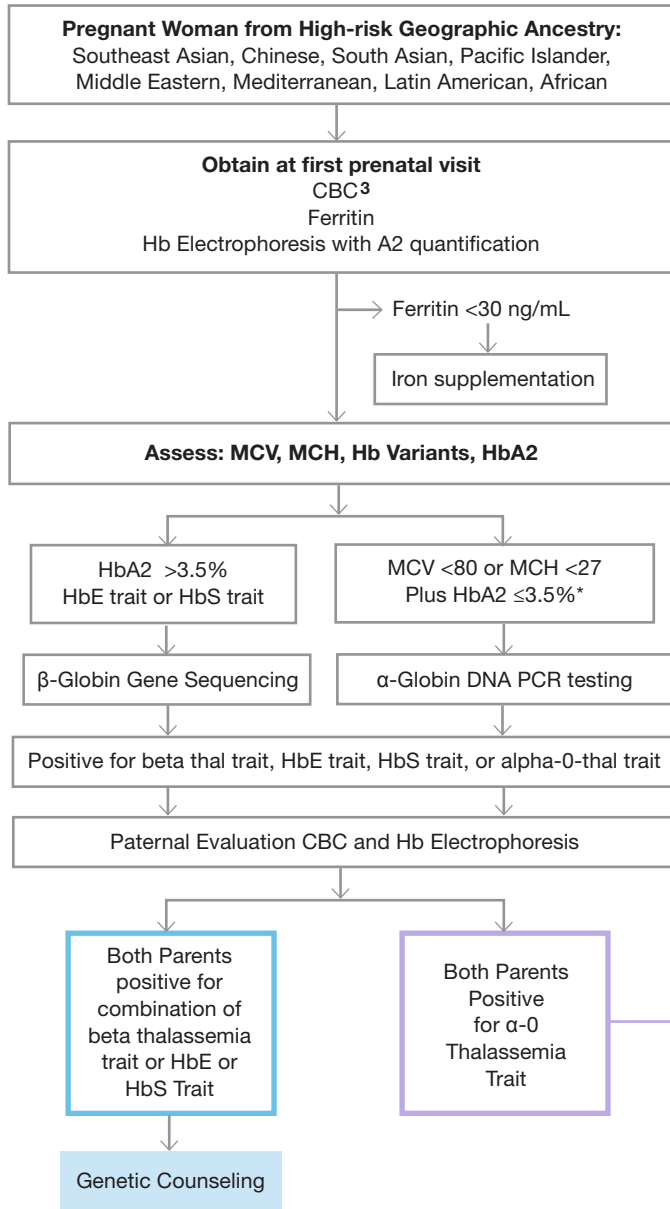 Pregnant Woman from High-risk Geographic Ancestry:
Southeast Asian, Chinese, South Asian, Pacific Islander,
Middle Eastern, Mediterranean, Latin American, African
Obtain at first prenatal visit
CBC³
Ferritin
Hb Electrophoresis with A2 quantification
Ferritin <30 ng/mL
Iron supplementation
Assess: MCV, MCH, Hb Variants, HbA2
HbA2 >3.5%
HbE trait or HbS trait
MCV <80 or MCH <27
Plus HbA2 ≤3.5%*
β-Globin Gene Sequencing
α-Globin DNA PCR testing
Positive for beta thal trait, HbE trait, HbS trait, or alpha-0-thal trait
Paternal Evaluation CBC and Hb Electrophoresis
Both Parents
positive for
combination of
beta thalassemia
trait or HbE or
HbS Trait
Both Parents
Positive
for α-0
Thalassemia
Trait
Genetic Counseling